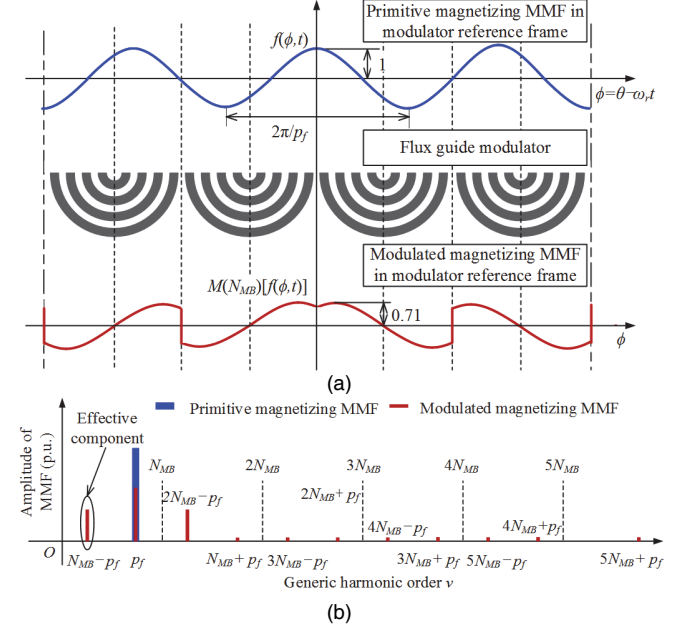 Primitive magnetizing MMF in
modulator reference frame
f(ϕ,t)
1
ϕ=θ−ωrt
2π/pf
Flux guide modulator
Modulated magnetizing MMF
in modulator reference frame
M(NMB)[f(ϕ,t)]
0.71
ϕ
(a)
Effective
component
Primitive magnetizing MMF
Modulated magnetizing MMF
Amplitude of
MMF (p.u.)
NMB
2NMB
3NMB
4NMB
5NMB
2NMB−pf
2NMB+pf
4NMB−pf
4NMB+pf
O
NMB−pf
pf
NMB+pf
3NMB−pf
3NMB+pf
5NMB−pf
5NMB+pf
Generic harmonic order v
(b)